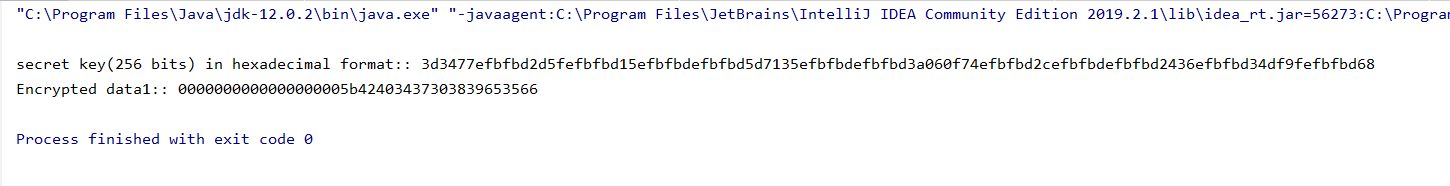 "C:\Program Files\Java\jdk-12.0.2\bin\java.exe" "-javaagent:C:\Program Files\JetBrains\IntelliJ IDEA Community Edition 2019.2.1\lib\idea_rt.jar=56273:C:\Program
secret key(256 bits) in hexadecimal format:: 3d3477efbfbd2d5fefbfbd15efbfbdefbfbd5d7135efbfbdefbfbd3a060f74efbfbd2cefbfbdefbfbd2436efbfbd34df9fefbfbd68
Encrypted data1:: 0000000000000000005b42403437303839653566
Process finished with exit code 0